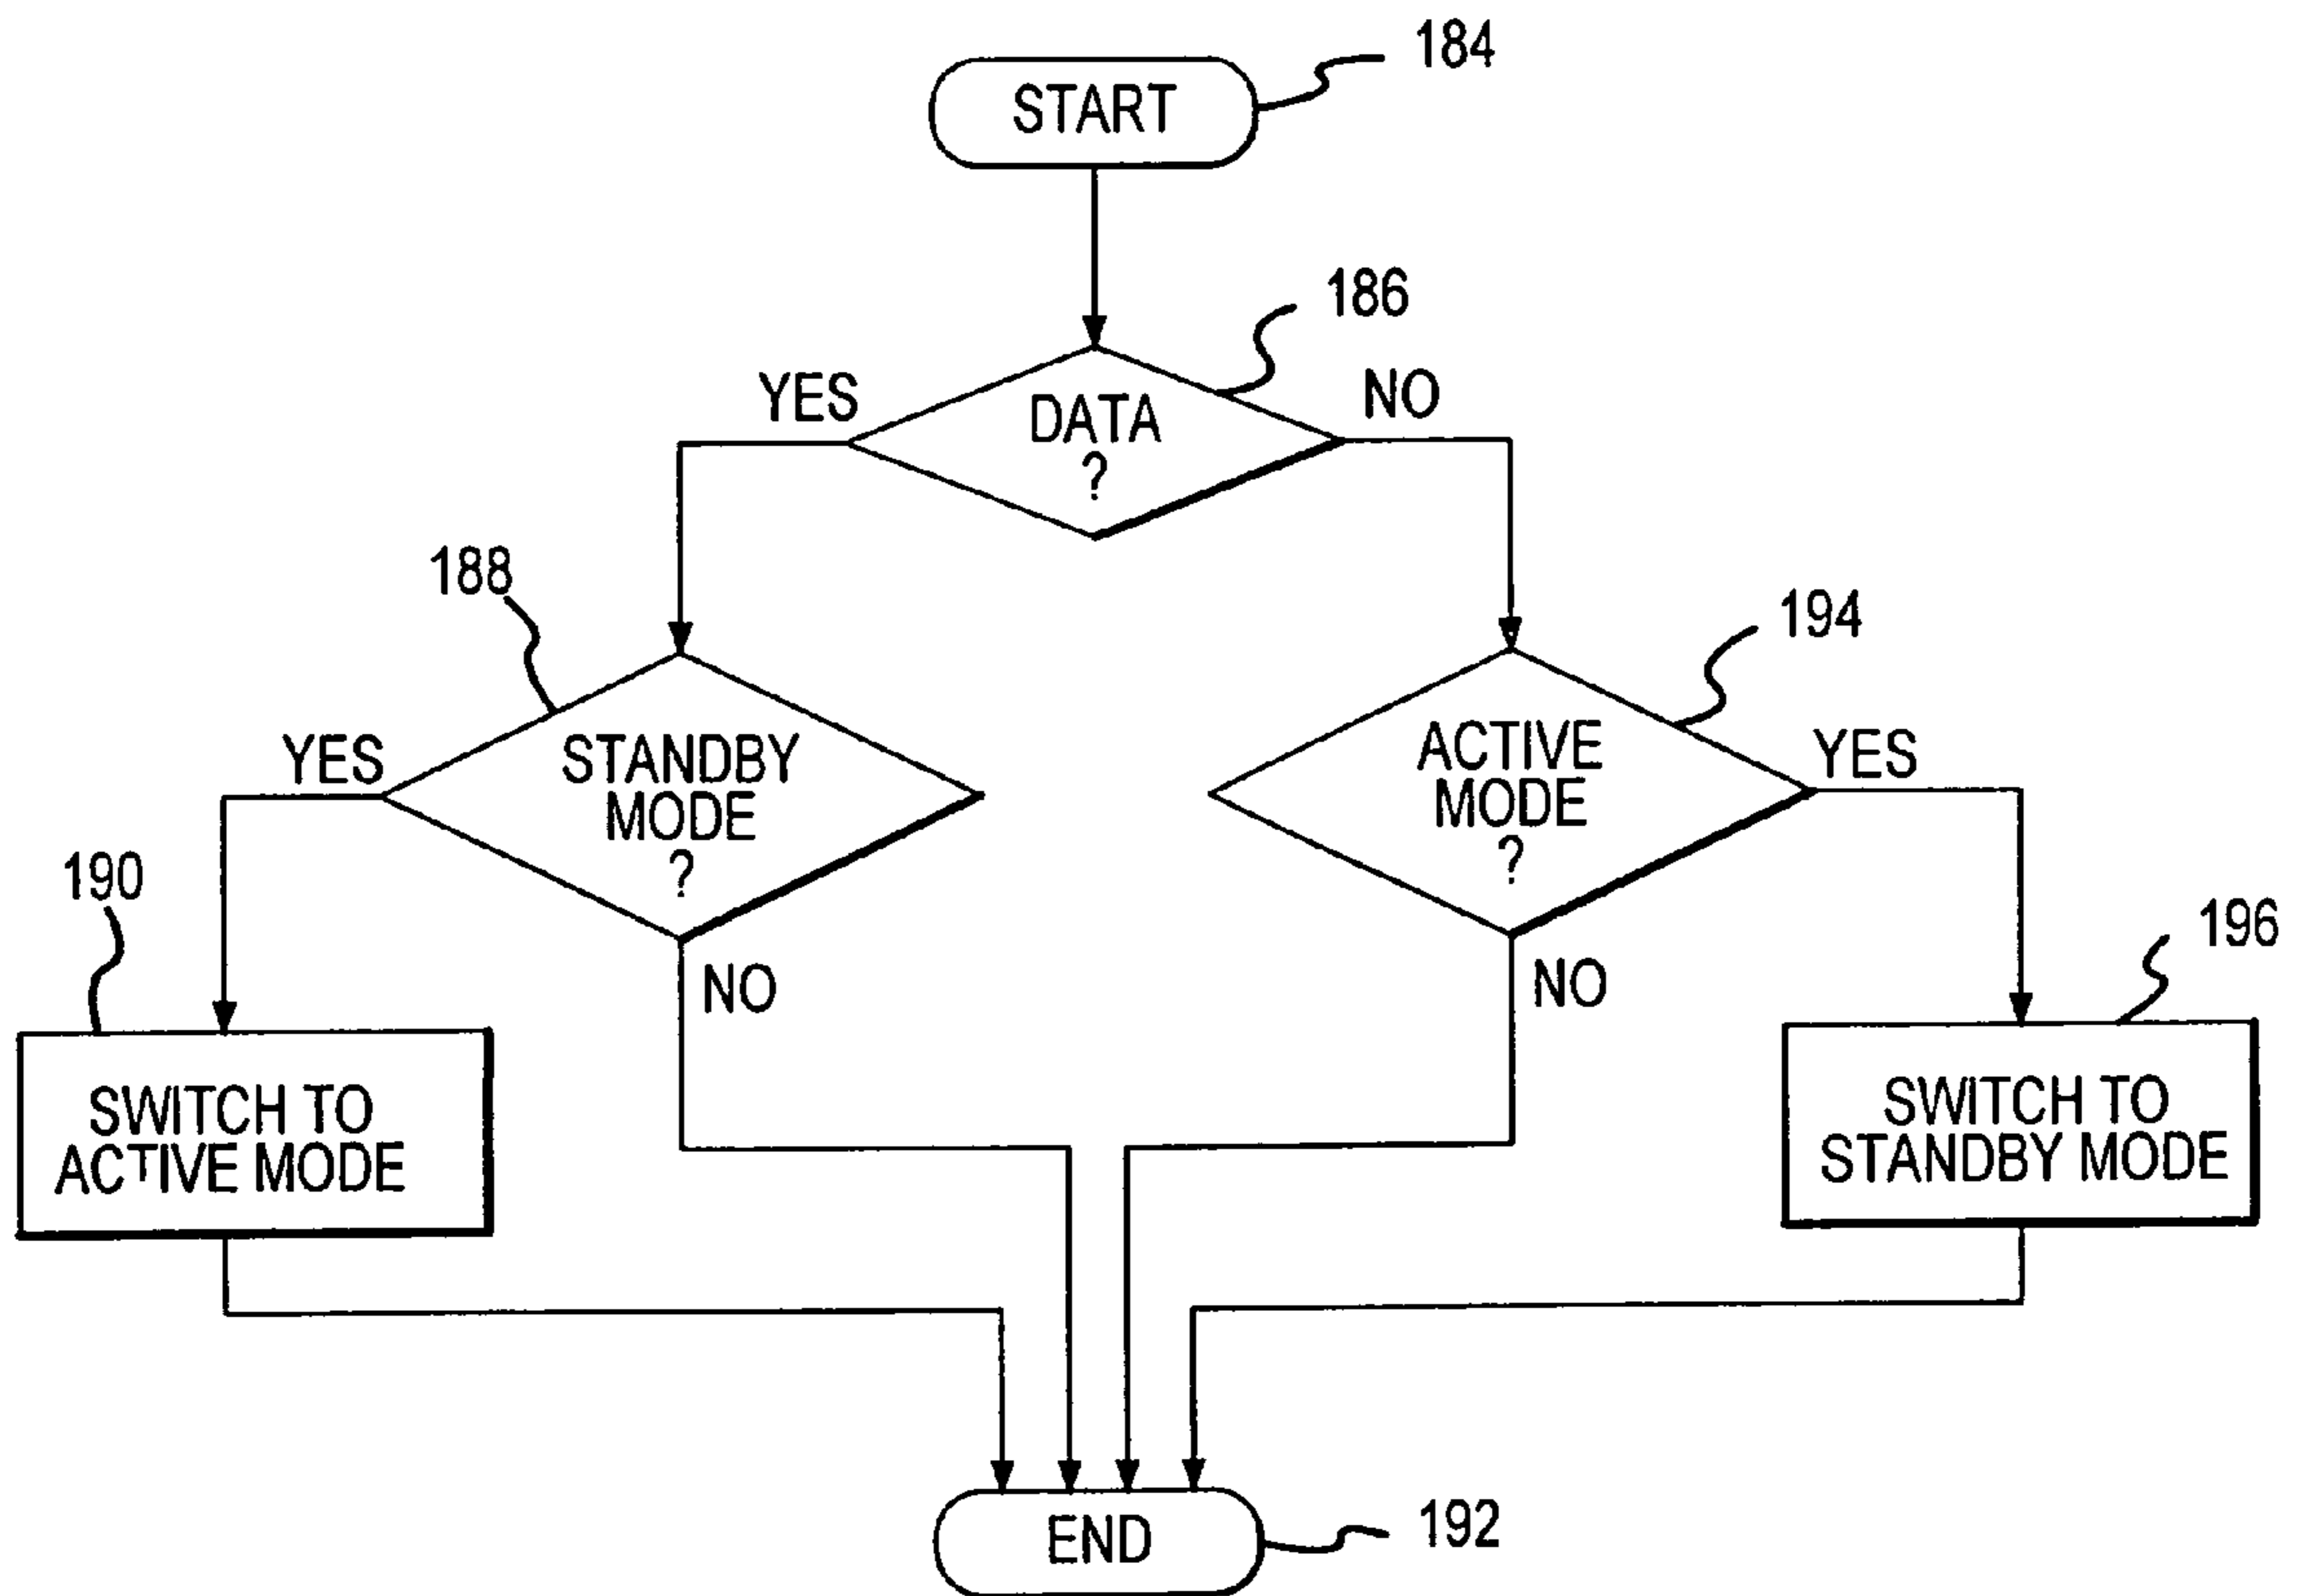 184
START
186
YES
NO
DATA
?
188
194
YES
STANDBY
MODE
?
ACTIVE
MODE
?
YES
190
196
NO
NO
SWITCH TO
ACTIVE MODE
SWITCH TO
STANDBY MODE
END
192